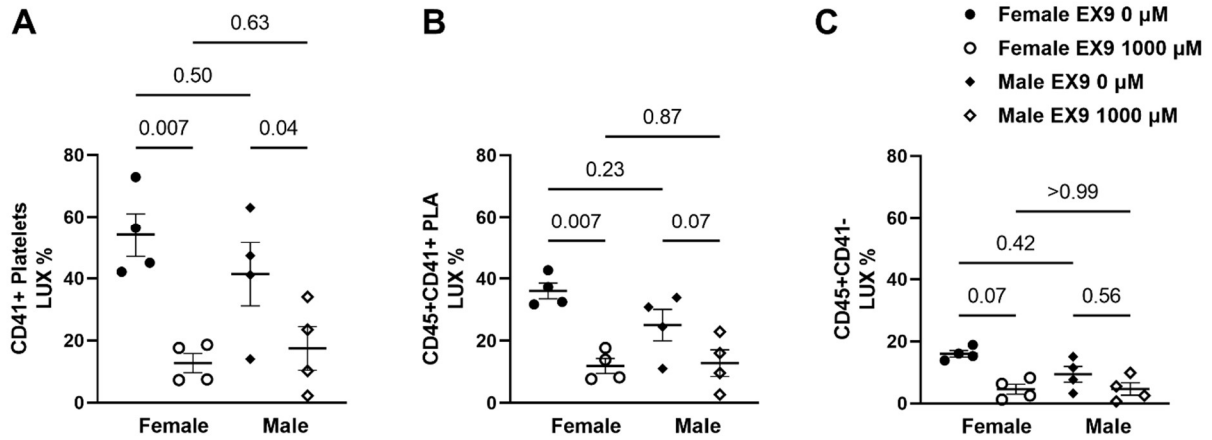 A
0.63
0.50
0.007
0.04
80
60
40
20
0
CD41+ Platelets
LUX %
Female
Male
B
0.87
0.23
0.007
0.07
80
60
40
20
0
CD45+CD41+ PLA
LUX %
Female
Male
C
Female EX9 0 µM
Female EX9 1000 µM
Male EX9 0 µM
Male EX9 1000 µM
>0.99
0.42
0.07
0.56
80
60
40
20
0
CD45+CD41-
LUX %
Female
Male